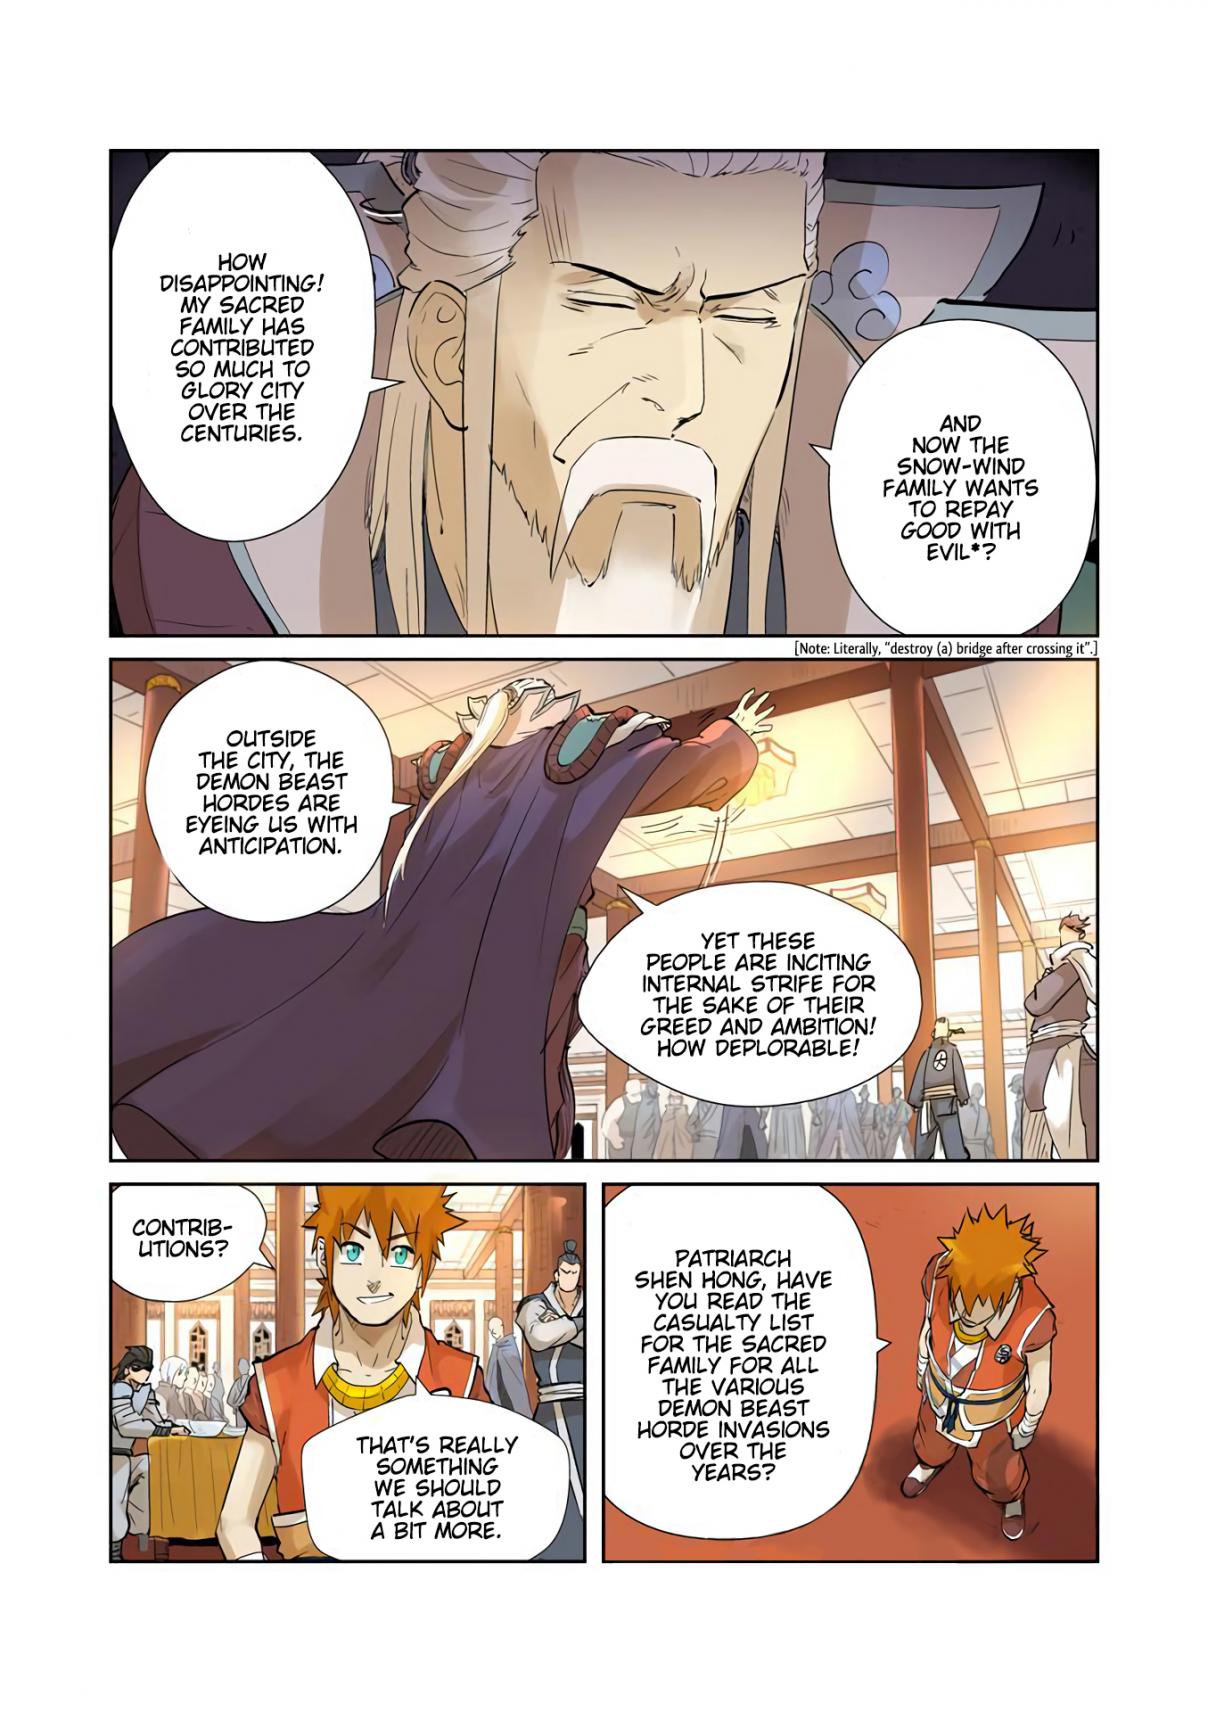 HOW
DISAPPOINTING!
MY SACRED
FAMILY HAS
CONTRIBUTED
SO MUCH TO
GLORY CITY
OVER THE
CENTURIES.
AND
NOW THE
SNOW-WIND
FAMILY WANTS
TO REPAY
GOOD WITH
EVIL*?
[Note: Literally, "destroy (a) bridge after crossing it".]
OUTSIDE
THE CITY, THE
DEMON BEAST
HORDES ARE
EYEING US WITH
ANTICIPATION.
YET THESE
PEOPLE ARE INCITING
INTERNAL STRIFE FOR
THE SAKE OF THEIR
GREED AND AMBITION!
HOW DEPLORABLE!
CONTRIB-
UTIONS?
THAT'S REALLY
SOMETHING
WE SHOULD
TALK ABOUT
A BIT MORE.
PATRIARCH
SHEN HONG, HAVE
YOU READ THE
CASUALTY LIST
FOR THE SACRED
FAMILY FOR ALL
THE VARIOUS
DEMON BEAST
HORDE INVASIONS
OVER THE
YEARS?